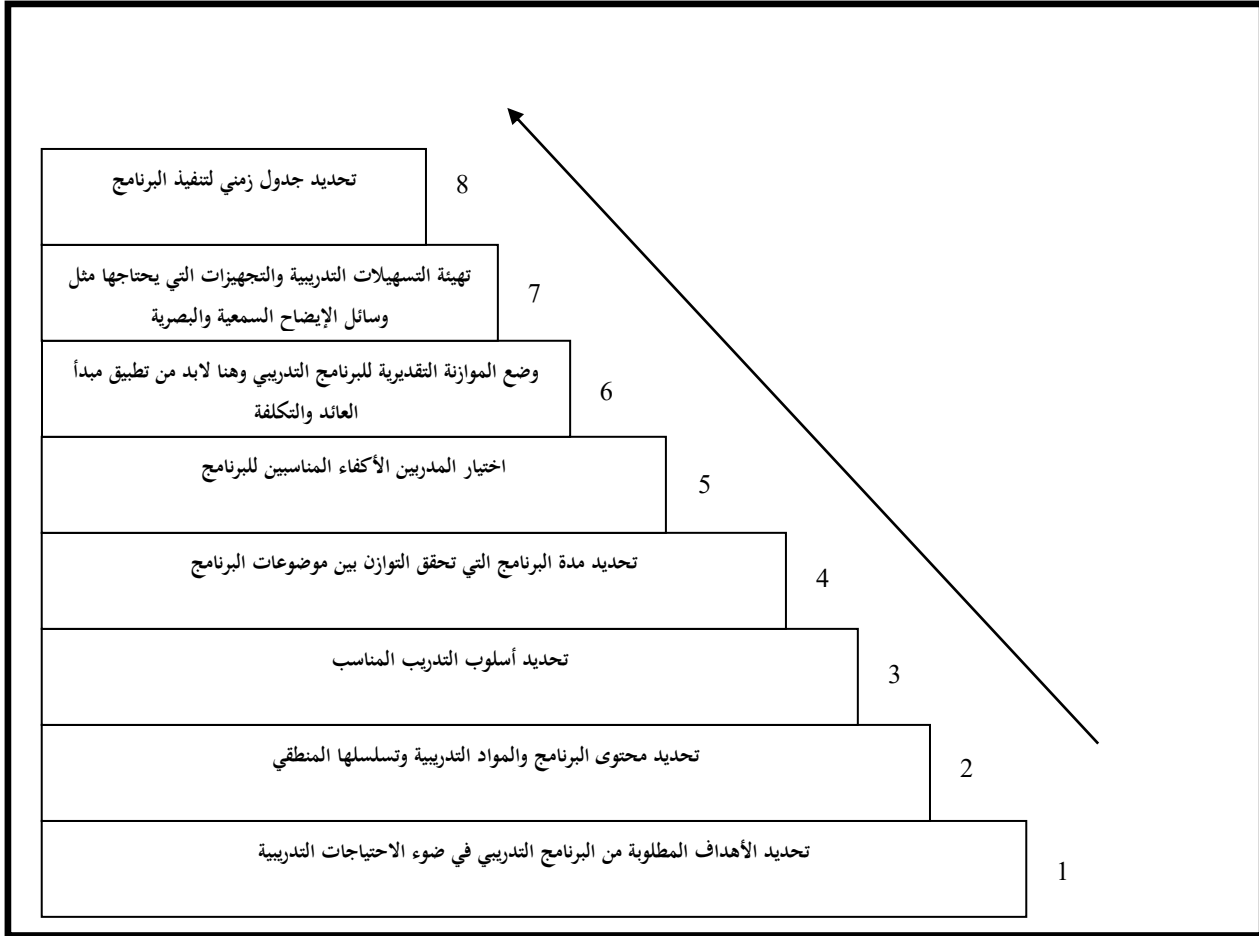 تحديد جدول زمني لتنفيذ البرنامج
8
تهيئة التسهيلات التدريبية والتجهيزات التي يحتاجها مثل
وسائل الإيضاح السمعية والبصرية
7
وضع الموازنة التقديرية للبرنامج التدريبي وهنا لابد من تطبيق مبدأ
العائد والتكلفة
6
اختيار المدربين الأكفاء المناسبين للبرنامج
5
تحديد مدة البرنامج التي تحقق التوازن بين موضوعات البرنامج
4
تحديد أسلوب التدريب المناسب
3
تحديد محتوى البرنامج والمواد التدريبية وتسلسلها المنطقي
2
تحديد الأهداف المطلوبة من البرنامج التدريبي في ضوء الاحتياجات التدريبية
1